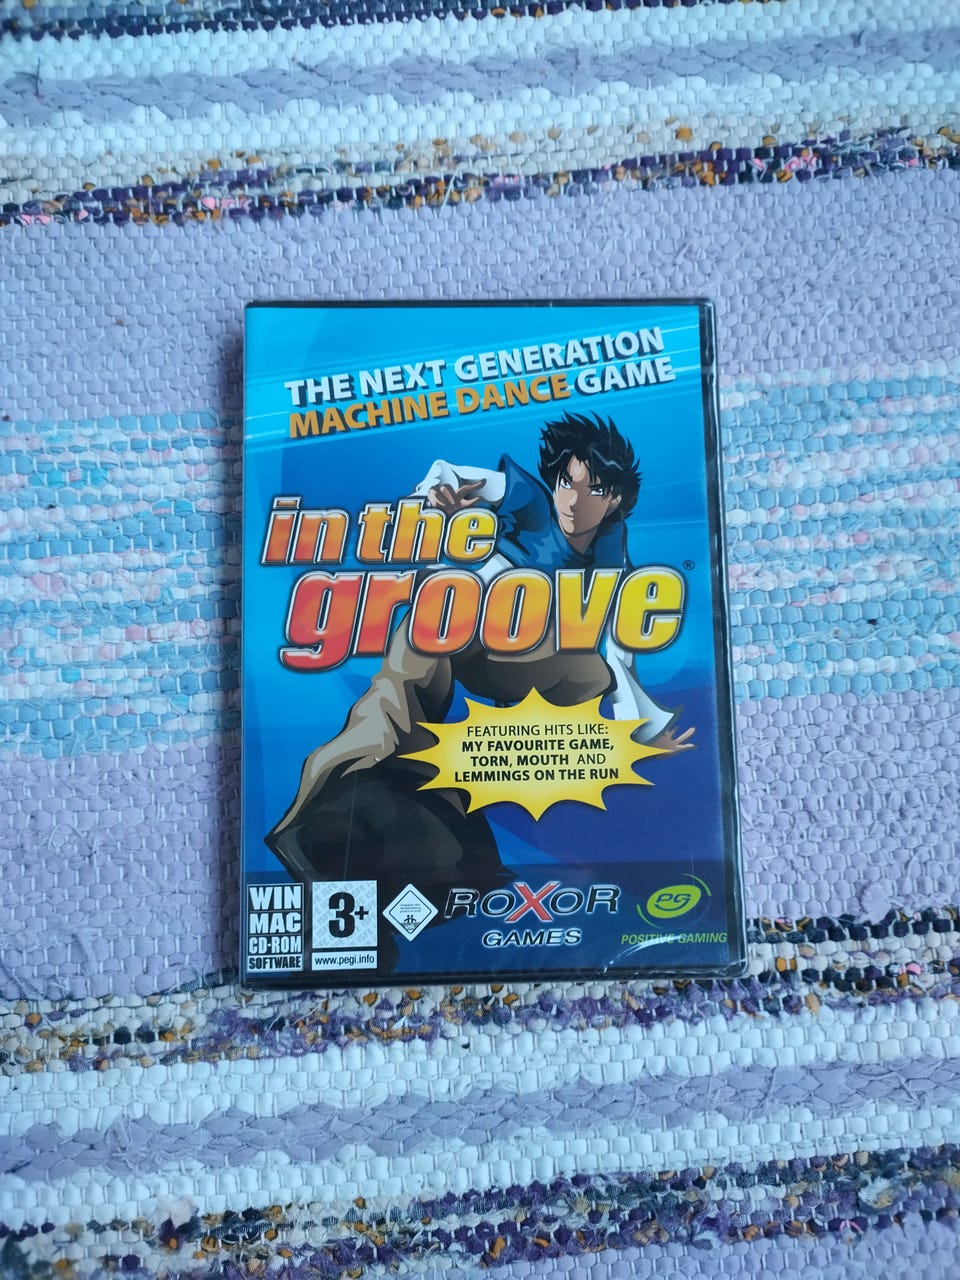 THE NEXT GENERATION
MACHINE DANCE GAME
in the
groove®
FEATURING HITS LIKE:
MY FAVOURITE GAME,
TORN, MOUTH AND
LEMMINGS ON THE RUN
WIN
MAC
CD-ROM
SOFTWARE
3+
www.pegi.info
ROXOR
GAMES
PG
POSITIVE GAMING